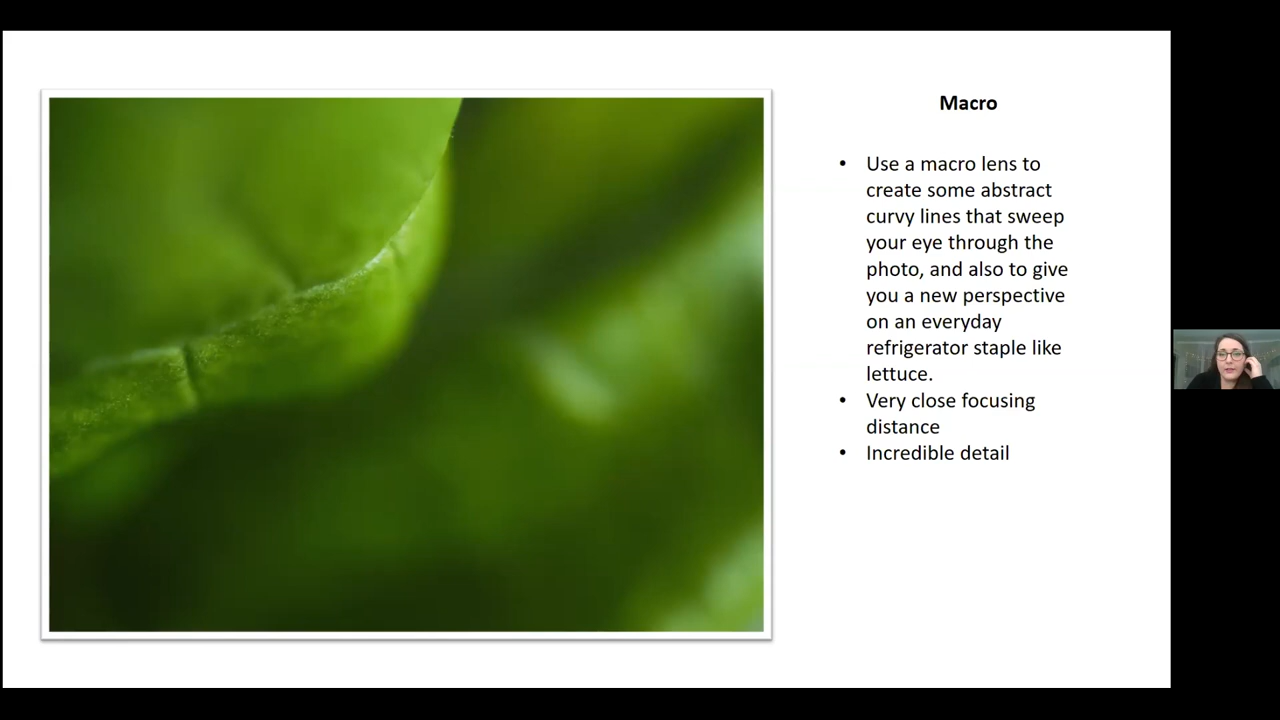 Macro
• Use a macro lens to
create some abstract
curvy lines that sweep
your eye through the
photo, and also to give
you a new perspective
on an everyday
refrigerator staple like
lettuce.
• Very close focusing
distance
• Incredible detail